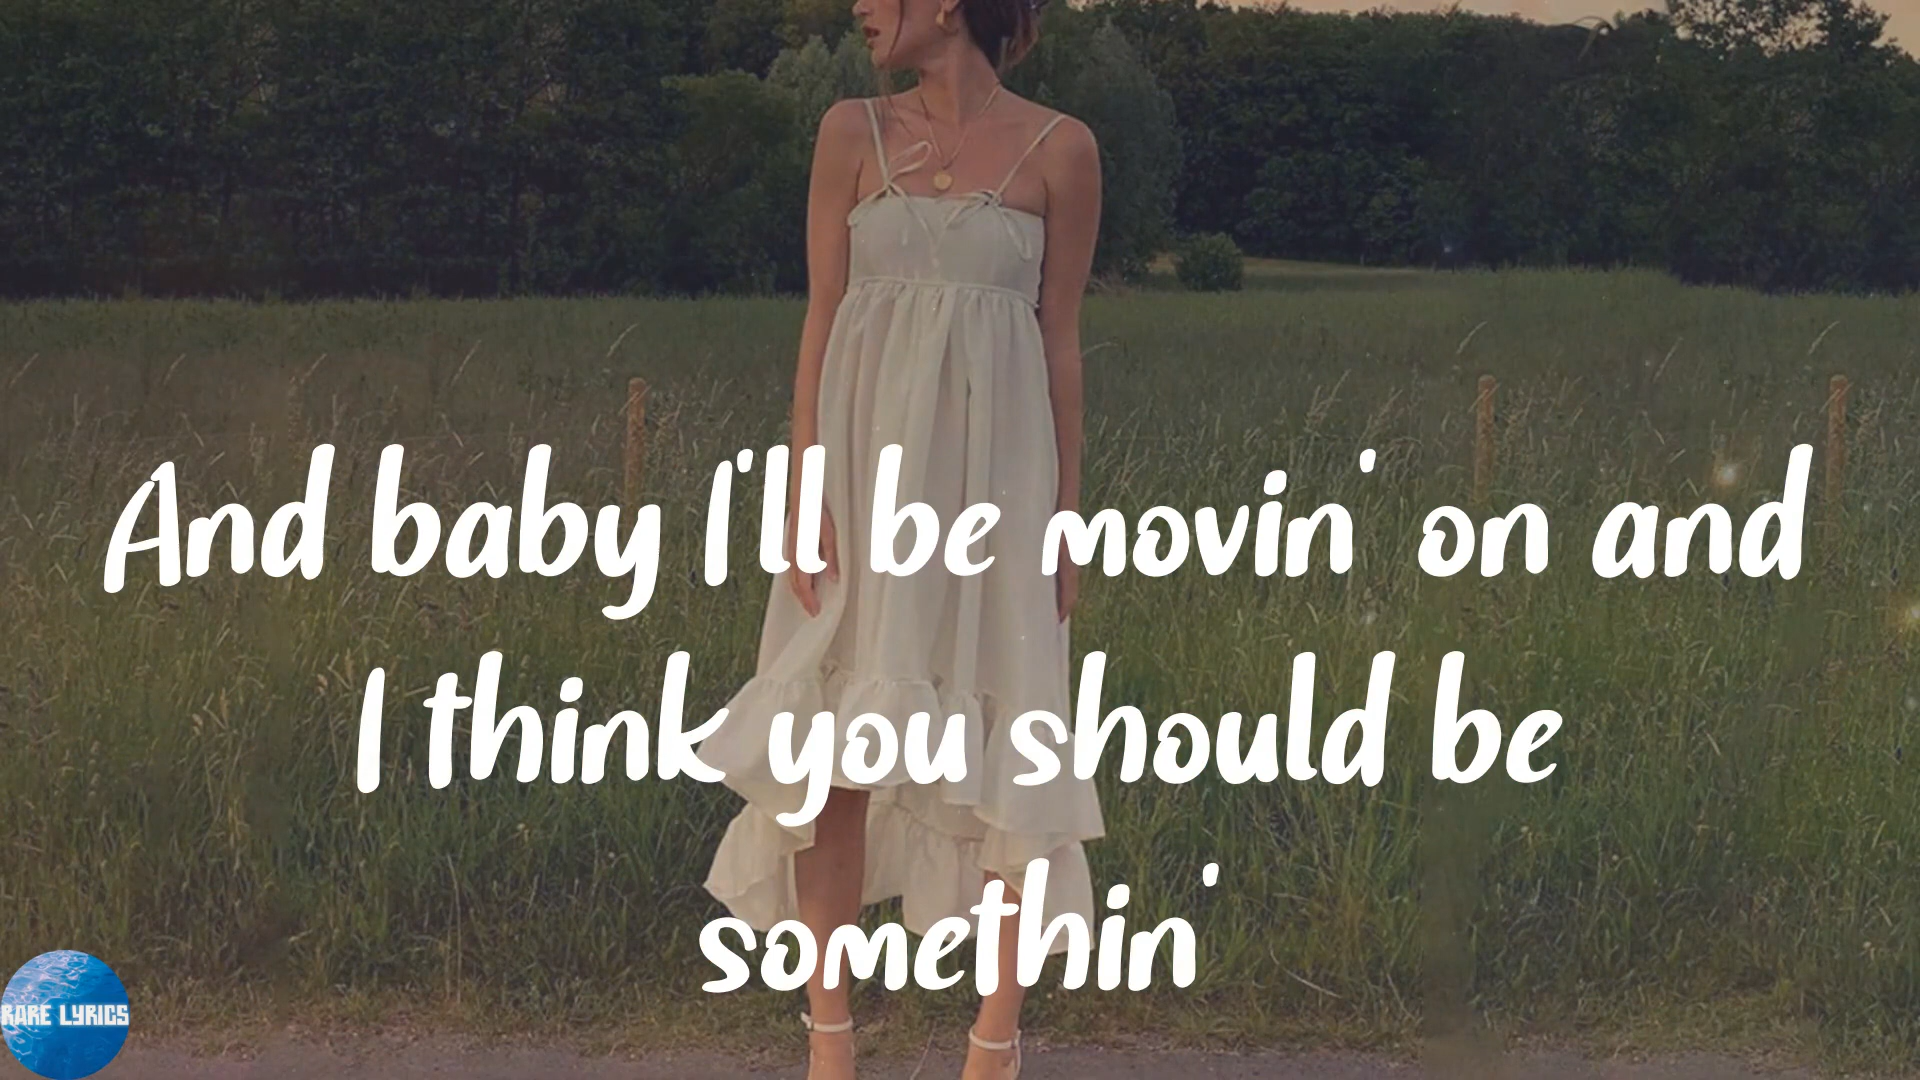 And baby I'll be movin' on and
I think you should be
somethin'
RARE LYRICS